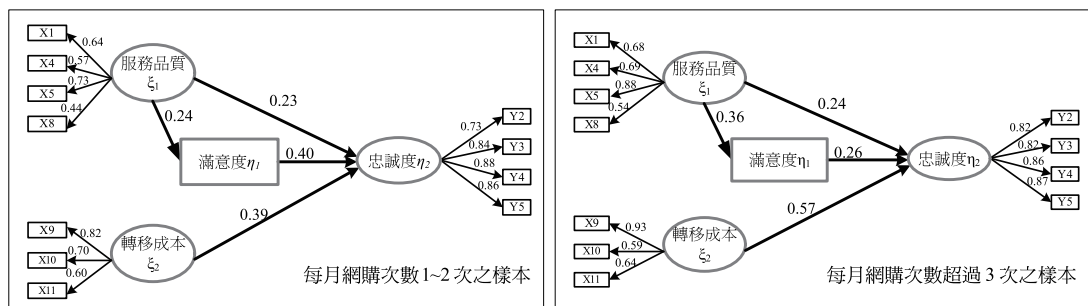 X1
0.64
X4
0.57
X5
0.73
X8
0.44
服務品質
ξ1
0.24
0.23
滿意度η1
0.40
忠誠度η2
0.73
Y2
0.84
Y3
0.88
Y4
0.86
Y5
0.39
X9
0.82
X10
0.70
X11
0.60
轉移成本
ξ2
每月網購次數1~2次之樣本
X1
0.68
X4
0.69
X5
0.88
X8
0.54
服務品質
ξ1
0.36
0.24
滿意度η1
0.26
忠誠度η2
0.82
Y2
0.82
Y3
0.86
Y4
0.87
Y5
0.57
X9
0.93
X10
0.59
X11
0.64
轉移成本
ξ2
每月網購次數超過3次之樣本